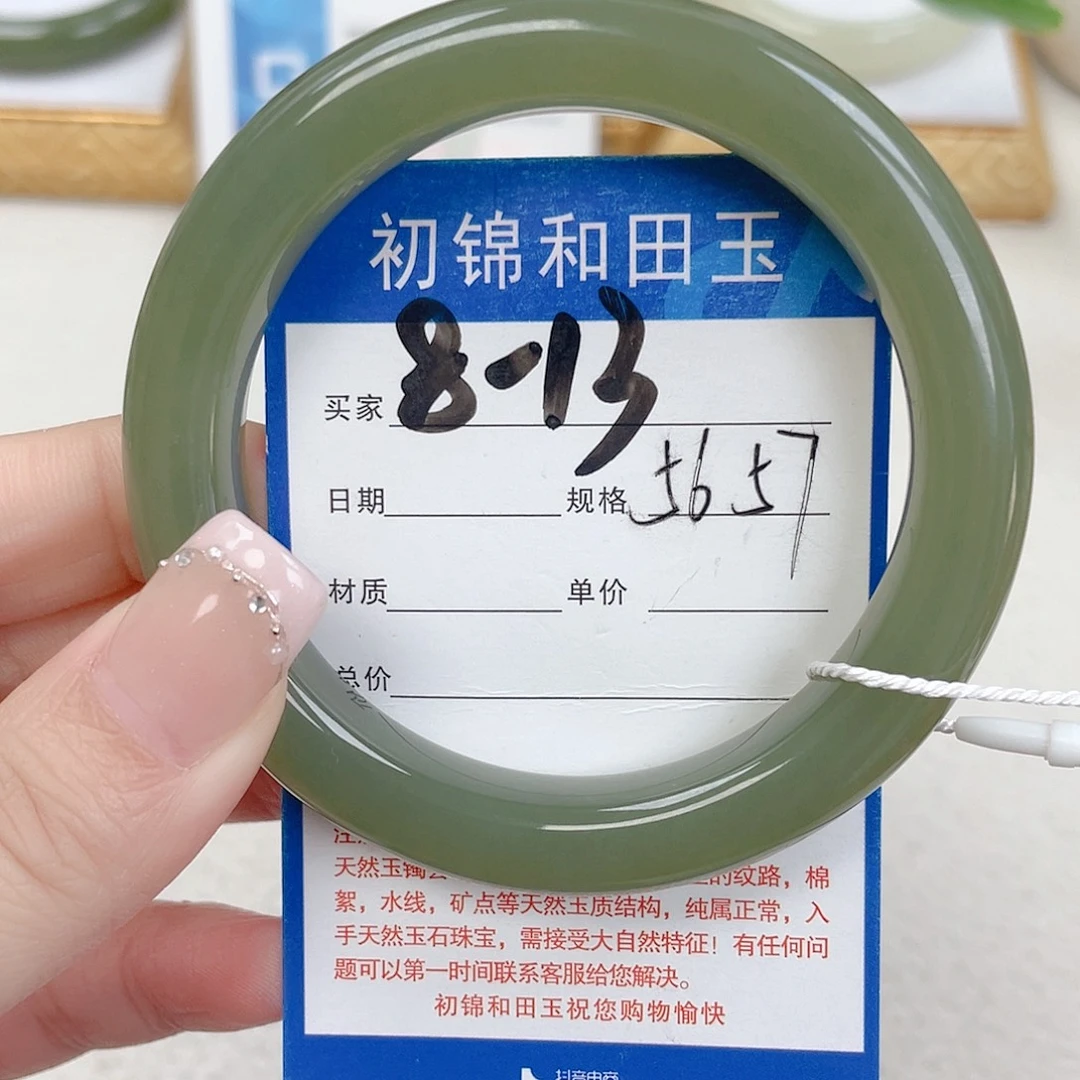 初锦和田玉
买家 8-13
日期 规格 56 57
材质 单价
总价
天然玉镯
的纹路，棉
絮，水线，矿点等天然玉质结构，纯属正常，入
手天然玉石珠宝，需接受大自然特征！有任何问
题可以第一时间联系客服给您解决。
初锦和田玉祝您购物愉快
抖音电商